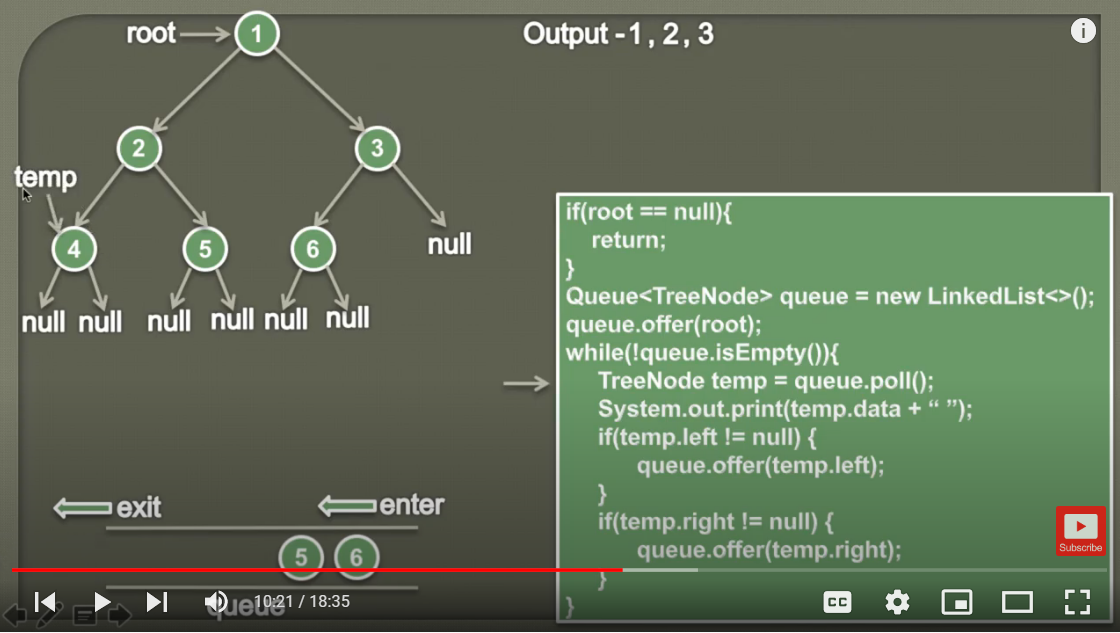 root
1
Output - 1 , 2 , 3
i
2
3
temp
4
5
6
null
null null null null null null
if(root == null){
return;
}
Queue<TreeNode> queue = new LinkedList<>();
queue.offer(root);
while(!queue.isEmpty()){
TreeNode temp = queue.poll();
System.out.print(temp.data + “ ”);
if(temp.left != null) {
queue.offer(temp.left);
}
if(temp.right != null) {
queue.offer(temp.right);
}
}
exit
enter
5 6
queue
Subscribe
10:21 / 18:35
CC